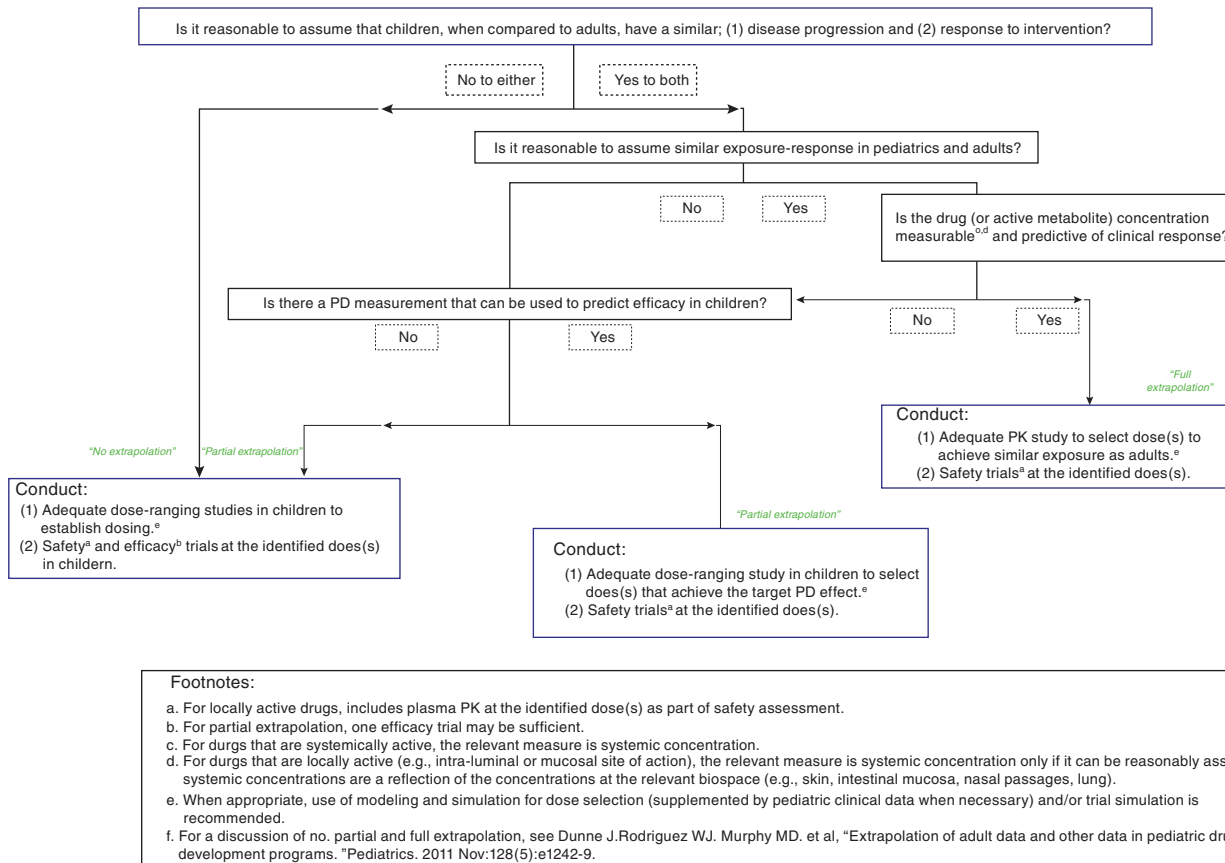 Is it reasonable to assume that children, when compared to adults, have a similar; (1) disease progression and (2) response to intervention?
No to either
Yes to both
Is it reasonable to assume similar exposure-response in pediatrics and adults?
No
Yes
Is the drug (or active metabolite) concentration
measurable^o,d and predictive of clinical response?
Is there a PD measurement that can be used to predict efficacy in children?
No
Yes
No
Yes
"Full
extrapolation"
Conduct:
(1) Adequate PK study to select dose(s) to
achieve similar exposure as adults.^e
(2) Safety trials^a at the identified does(s).
"No extrapolation"
"Partial extrapolation"
Conduct:
(1) Adequate dose-ranging studies in children to
establish dosing.^e
(2) Safety^a and efficacy^b trials at the identified does(s)
in childern.
"Partial extrapolation"
Conduct:
(1) Adequate dose-ranging study in children to select
does(s) that achieve the target PD effect.^e
(2) Safety trials^a at the identified does(s).
Footnotes:
a. For locally active drugs, includes plasma PK at the identified dose(s) as part of safety assessment.
b. For partial extrapolation, one efficacy trial may be sufficient.
c. For durgs that are systemically active, the relevant measure is systemic concentration.
d. For durgs that are locally active (e.g., intra-luminal or mucosal site of action), the relevant measure is systemic concentration only if it can be reasonably ass
systemic concentrations are a reflection of the concentrations at the relevant biospace (e.g., skin, intestinal mucosa, nasal passages, lung).
e. When appropriate, use of modeling and simulation for dose selection (supplemented by pediatric clinical data when necessary) and/or trial simulation is
recommended.
f. For a discussion of no. partial and full extrapolation, see Dunne J.Rodriguez WJ. Murphy MD. et al, "Extrapolation of adult data and other data in pediatric dru
development programs. "Pediatrics. 2011 Nov:128(5):e1242-9.